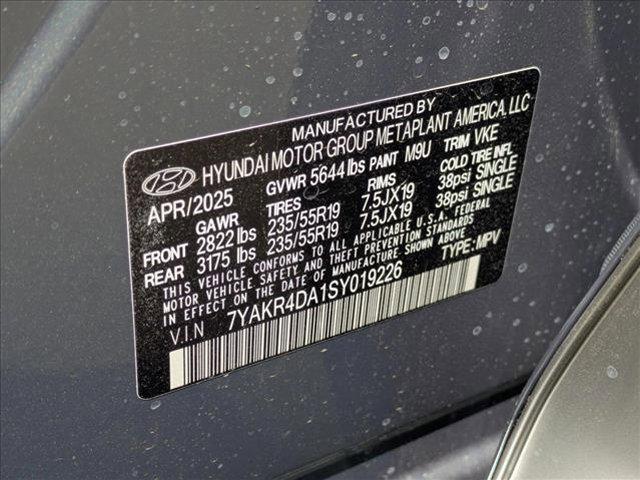 MANUFACTURED BY
HYUNDAI MOTOR GROUP METAPLANT AMERICA, LLC
APR/2025 GVWR 5644 lbs PAINT M9U TRIM VKE
GAWR TIRES RIMS COLD TIRE INFL
FRONT 2822 lbs 235/55R19 7.5JX19 38psi SINGLE
REAR 3175 lbs 235/55R19 7.5JX19 38psi SINGLE
THIS VEHICLE CONFORMS TO ALL APPLICABLE U.S.A. FEDERAL
MOTOR VEHICLE SAFETY AND THEFT PREVENTION STANDARDS
IN EFFECT ON THE DATE OF MANUFACTURE SHOWN ABOVE
V.I.N 7YAKR4DA1SY019226 TYPE: MPV